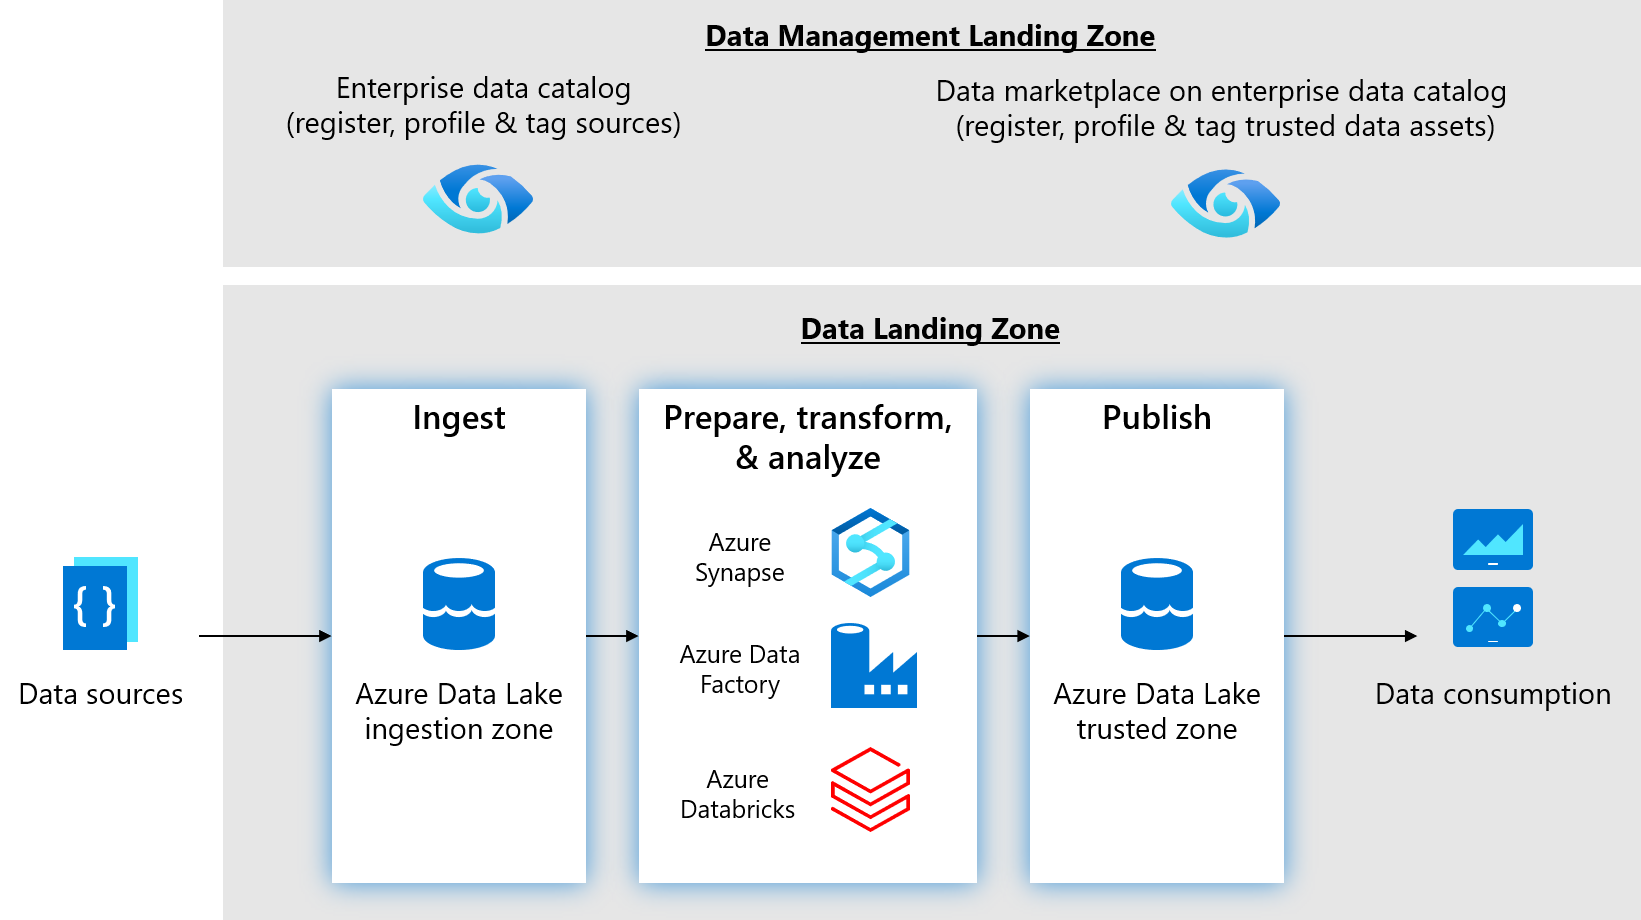 Data Management Landing Zone
Enterprise data catalog
(register, profile & tag sources)
Data marketplace on enterprise data catalog
(register, profile & tag trusted data assets)
Data Landing Zone
Ingest
Prepare, transform,
& analyze
Publish
Azure
Synapse
Azure Data
Factory
Azure
Databricks
Data sources
Azure Data Lake
ingestion zone
Azure Data Lake
trusted zone
Data consumption
{ }